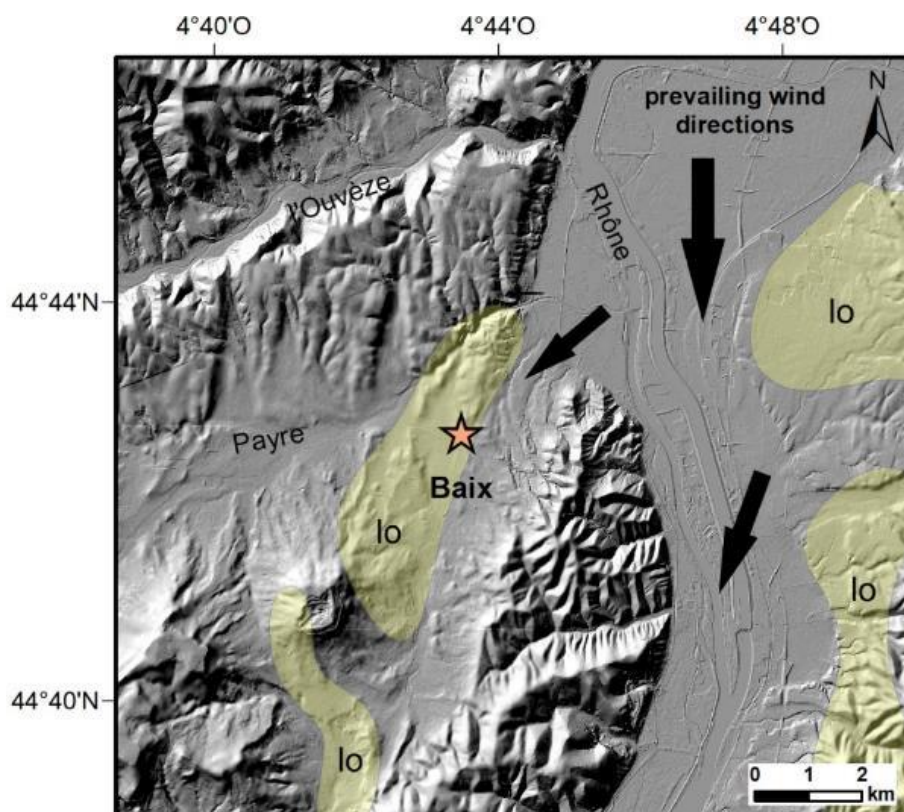 4°40'O
4°44'O
4°48'O
N
prevailing wind
directions
l'Ouvèze
Rhône
44°44'N
lo
Payre
Baix
lo
lo
44°40'N
lo
0 1 2
km